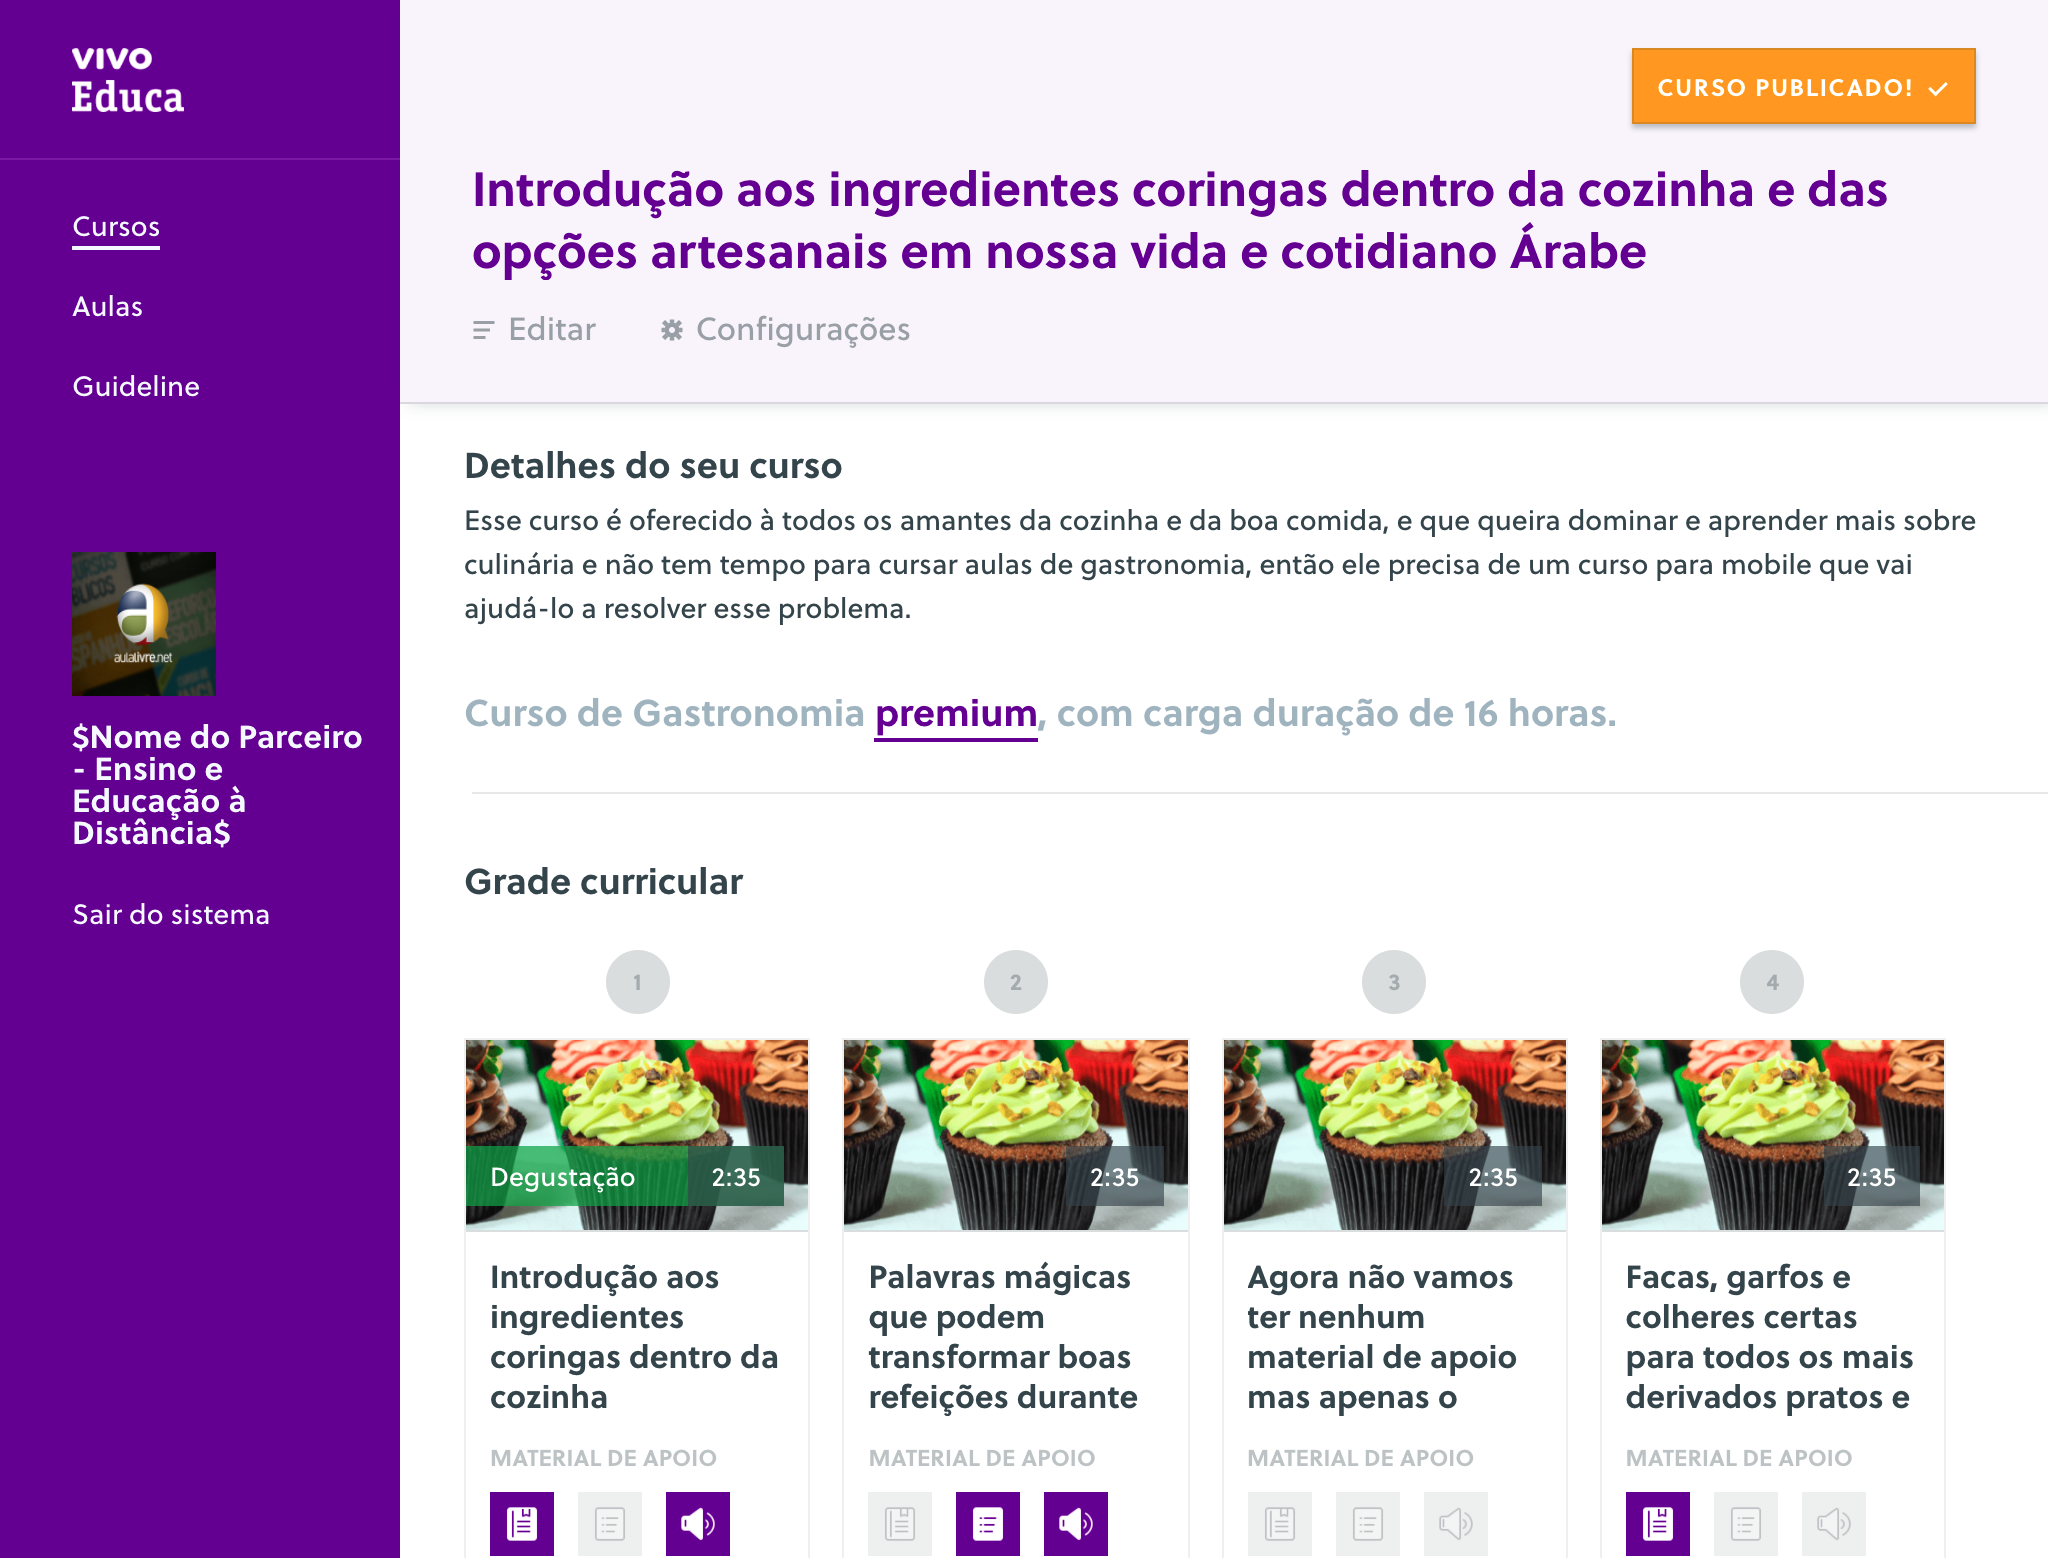 vivo
Educa
Cursos
Aulas
Guideline
aulalivre.net
$Nome do Parceiro
- Ensino e
Educação à
Distância$
Sair do sistema
CURSO PUBLICADO!
Introdução aos ingredientes coringas dentro da cozinha e das
opções artesanais em nossa vida e cotidiano Árabe
Editar
Configurações
Detalhes do seu curso
Esse curso é oferecido à todos os amantes da cozinha e da boa comida, e que queira dominar e aprender mais sobre
culinária e não tem tempo para cursar aulas de gastronomia, então ele precisa de um curso para mobile que vai
ajudá-lo a resolver esse problema.
Curso de Gastronomia premium, com carga duração de 16 horas.
Grade curricular
1
Degustação
2:35
Introdução aos
ingredientes
coringas dentro da
cozinha
MATERIAL DE APOIO
2
2:35
Palavras mágicas
que podem
transformar boas
refeições durante
MATERIAL DE APOIO
3
2:35
Agora não vamos
ter nenhum
material de apoio
mas apenas o
MATERIAL DE APOIO
4
2:35
Facas, garfos e
colheres certas
para todos os mais
derivados pratos e
MATERIAL DE APOIO